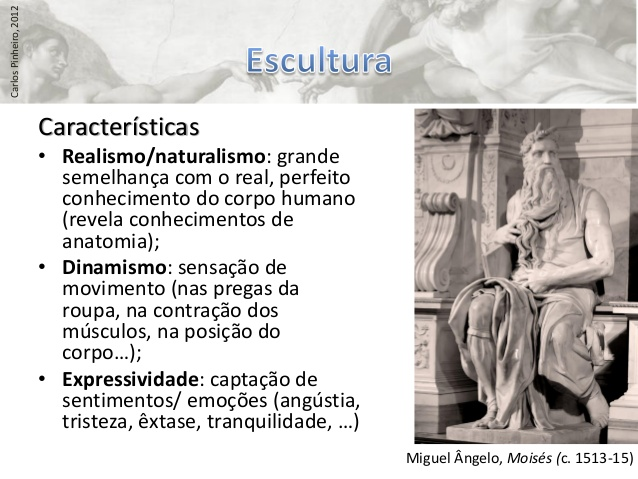 Carlos Pinheiro, 2012
Escultura
Características
• Realismo/naturalismo: grande
semelhança com o real, perfeito
conhecimento do corpo humano
(revela conhecimentos de
anatomia);
• Dinamismo: sensação de
movimento (nas pregas da
roupa, na contração dos
músculos, na posição do
corpo…);
• Expressividade: captação de
sentimentos/ emoções (angústia,
tristeza, êxtase, tranquilidade, …)
Miguel Ângelo, Moisés (c. 1513-15)